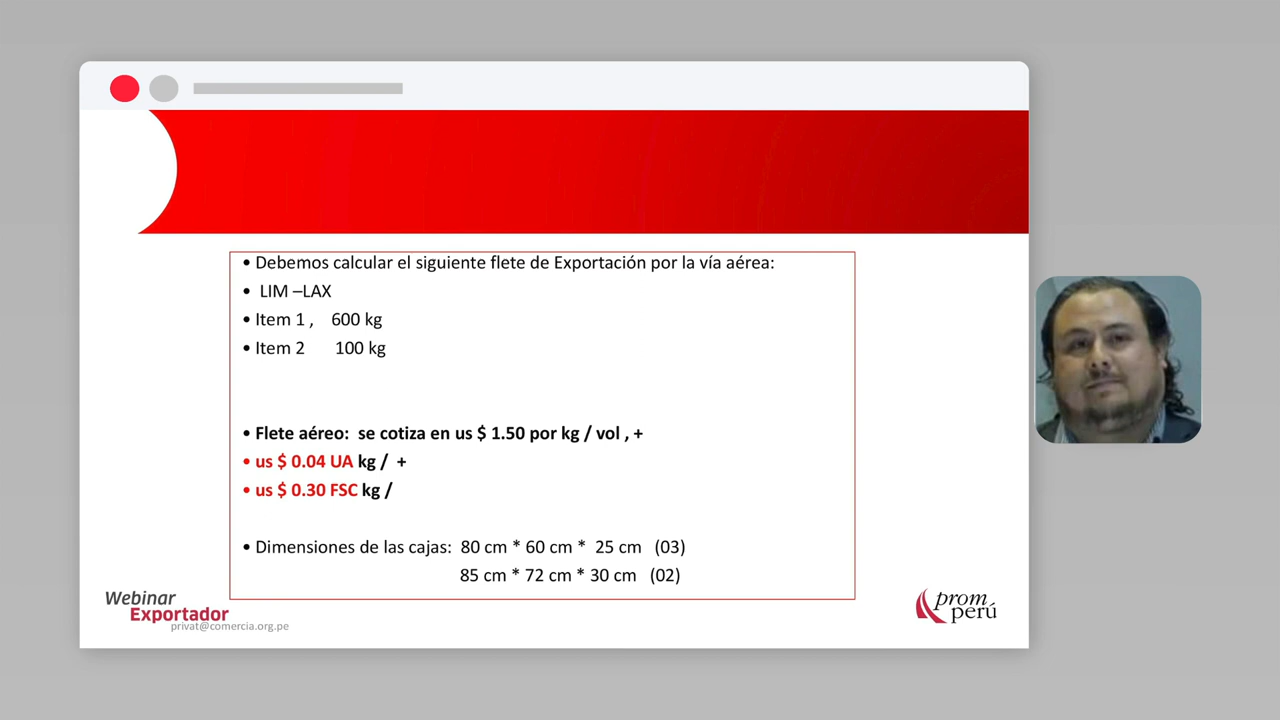 • Debemos calcular el siguiente flete de Exportación por la vía aérea:
• LIM –LAX
• Item 1 , 600 kg
• Item 2 100 kg
• Flete aéreo: se cotiza en us $ 1.50 por kg / vol , +
• us $ 0.04 UA kg / +
• us $ 0.30 FSC kg /
• Dimensiones de las cajas: 80 cm * 60 cm * 25 cm (03)
85 cm * 72 cm * 30 cm (02)
Webinar
Exportador
privat@comercia.org.pe
prom
perú